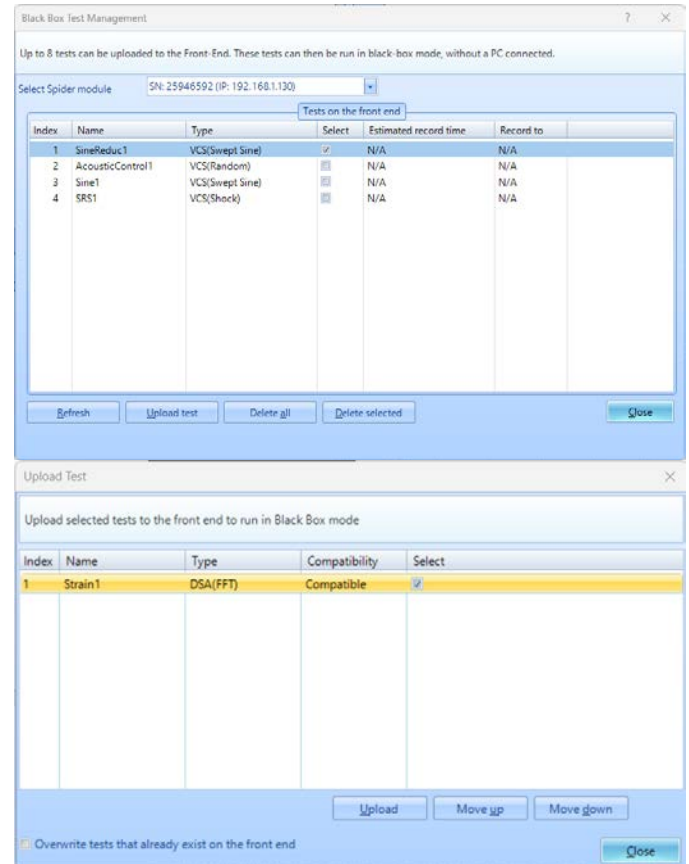 Black Box Test Management
Up to 8 tests can be uploaded to the Front-End. These tests can then be run in black-box mode, without a PC connected.
Select Spider module SN: 25946592 (IP: 192.168.1.130)
Tests on the front end
Index Name Type Select Estimated record time Record to
1 SineReduc1 VCS(Swept Sine) N/A N/A
2 AcousticControl1 VCS(Random) N/A N/A
3 Sine1 VCS(Swept Sine) N/A N/A
4 SRS1 VCS(Shock) N/A N/A
Refresh Upload test Delete all Delete selected Close
Upload Test
Upload selected tests to the front end to run in Black Box mode
Index Name Type Compatibility Select
1 Strain1 DSA(FFT) Compatible
Upload Move up Move down
Overwrite tests that already exist on the front end
Close